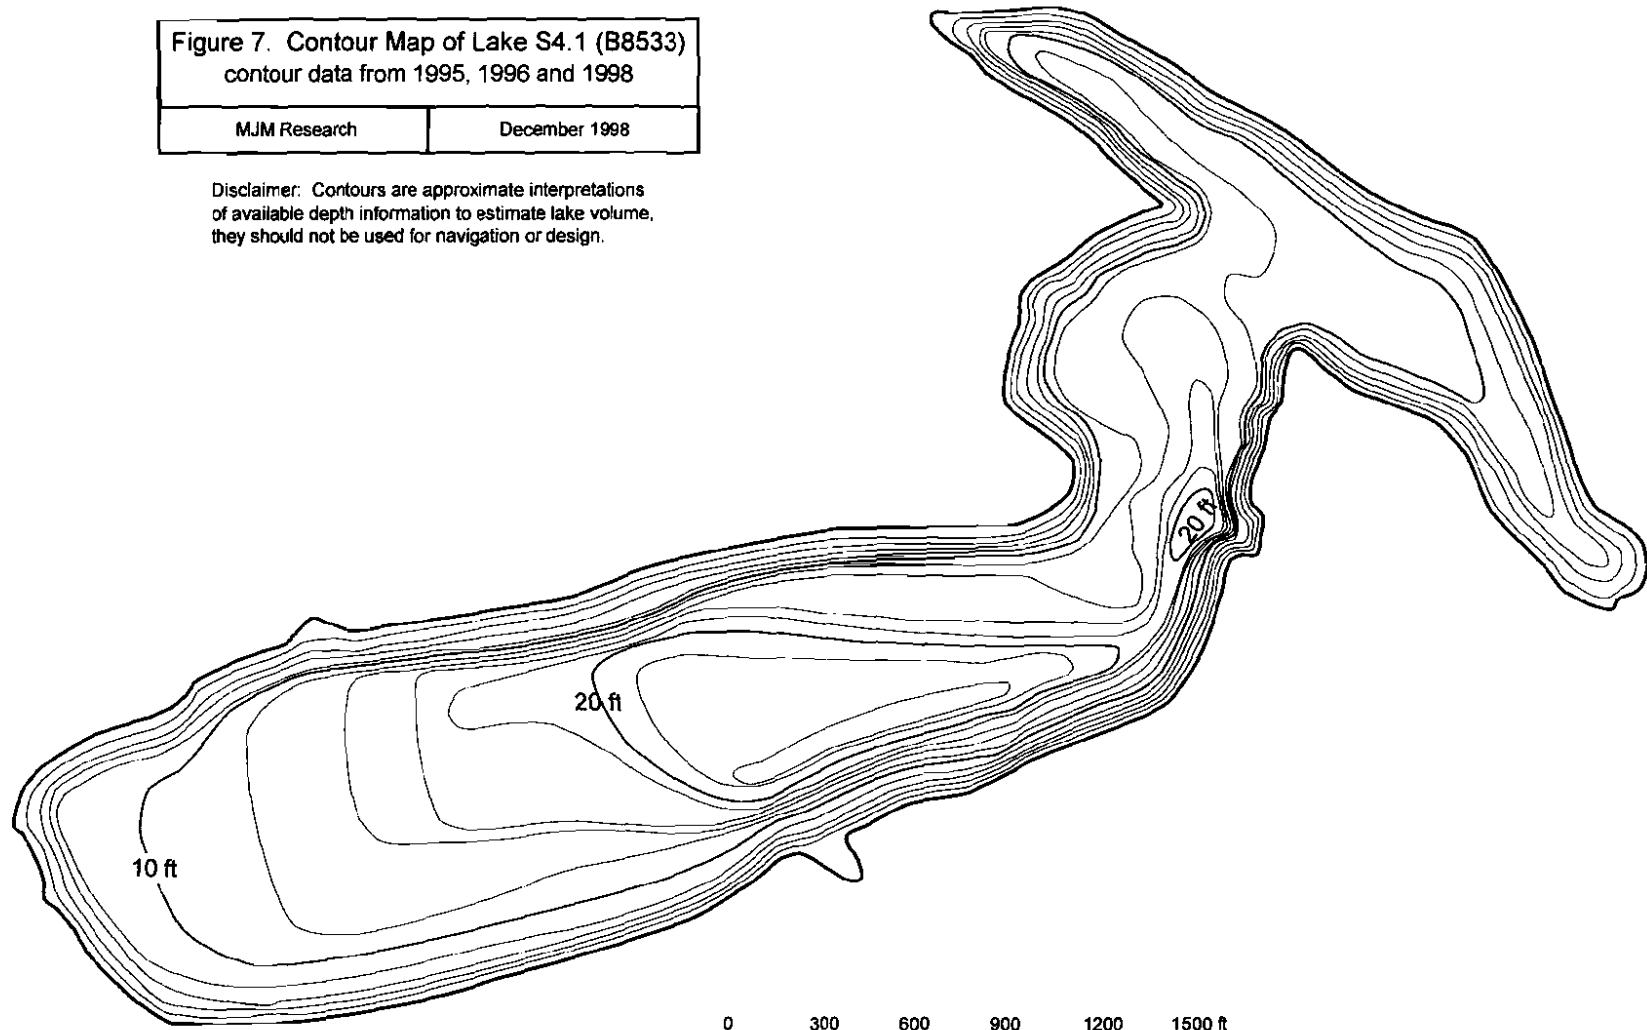 Figure 7. Contour Map of Lake S4.1 (B8533)
contour data from 1995, 1996 and 1998
MJM Research
December 1998
Disclaimer: Contours are approximate interpretations
of available depth information to estimate lake volume,
they should not be used for navigation or design.
20 ft
20 ft
10 ft
0 300 600 900 1200 1500 ft